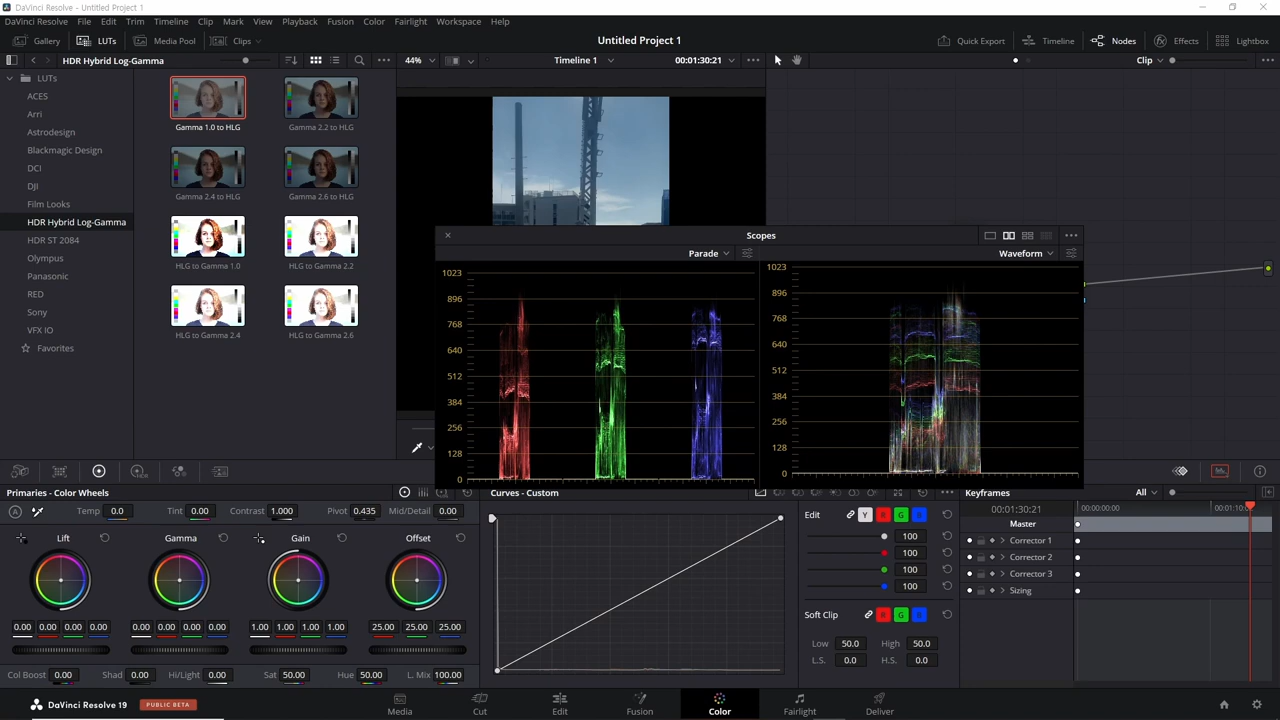 DaVinci Resolve - Untitled Project 1
DaVinci Resolve File Edit Trim Timeline Clip Mark View Playback Fusion Color Fairlight Workspace Help
Gallery LUTs Media Pool Clips Untitled Project 1 Quick Export Timeline Nodes Effects Lightbox
HDR Hybrid Log-Gamma 44% Timeline 1 00:01:30:21 Clip
LUTs
ACES
Arri
Astrodesign
Blackmagic Design
DCI
DJI
Film Looks
HDR Hybrid Log-Gamma
HDR ST 2084
Olympus
Panasonic
RED
Sony
VFX IO
Favorites
Gamma 1.0 to HLG Gamma 2.2 to HLG
Gamma 2.4 to HLG Gamma 2.6 to HLG
HLG to Gamma 1.0 HLG to Gamma 2.2
HLG to Gamma 2.4 HLG to Gamma 2.6
Scopes
Parade Waveform
1023
896
768
640
512
384
256
128
0
1023
896
768
640
512
384
256
128
0
Primaries - Color Wheels
A Temp 0.0 Tint 0.00 Contrast 1.000 Pivot 0.435 Mid/Detail 0.00
Lift Gamma Gain Offset
0.00 0.00 0.00 0.00 0.00 0.00 0.00 0.00 1.00 1.00 1.00 1.00 25.00 25.00 25.00
Col Boost 0.00 Shad 0.00 Hi/Light 0.00 Sat 50.00 Hue 50.00 L. Mix 100.00
Curves - Custom
Edit Y R G B
100
100
100
100
Soft Clip R G B
Low 50.0 High 50.0
L.S. 0.0 H.S. 0.0
Keyframes All
00:01:30:21 00:00:00:00 00:01:10:
Master
Corrector 1
Corrector 2
Corrector 3
Sizing
DaVinci Resolve 19 PUBLIC BETA
Media Cut Edit Fusion Color Fairlight Deliver